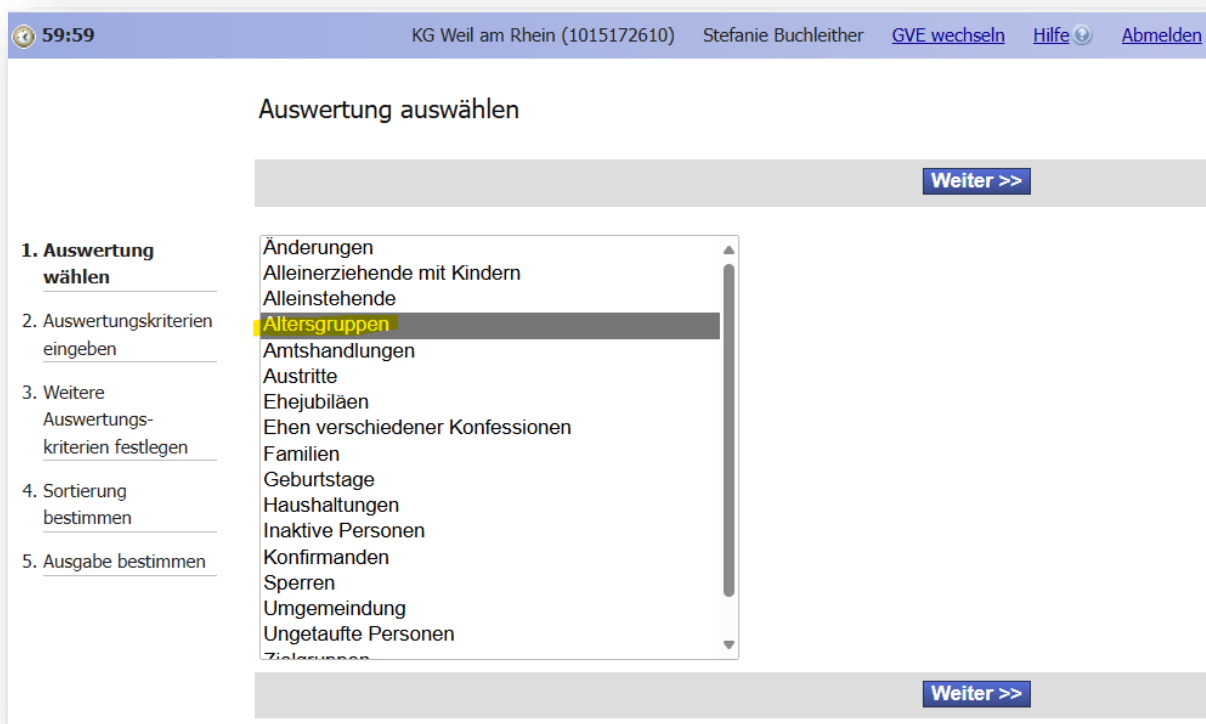 59:59 KG Weil am Rhein (1015172610) Stefanie Buchleither GVE wechseln Hilfe Abmelden
Auswertung auswählen
Weiter >>
1. Auswertung
wählen
2. Auswertungskriterien
eingeben
3. Weitere
Auswertungs-
kriterien festlegen
4. Sortierung
bestimmen
5. Ausgabe bestimmen
Änderungen
Alleinerziehende mit Kindern
Alleinstehende
Altersgruppen
Amtshandlungen
Austritte
Ehejubiläen
Ehen verschiedener Konfessionen
Familien
Geburtstage
Haushaltungen
Inaktive Personen
Konfirmanden
Sperren
Umgemeindung
Ungetaufte Personen
Zielgruppen
Weiter >>